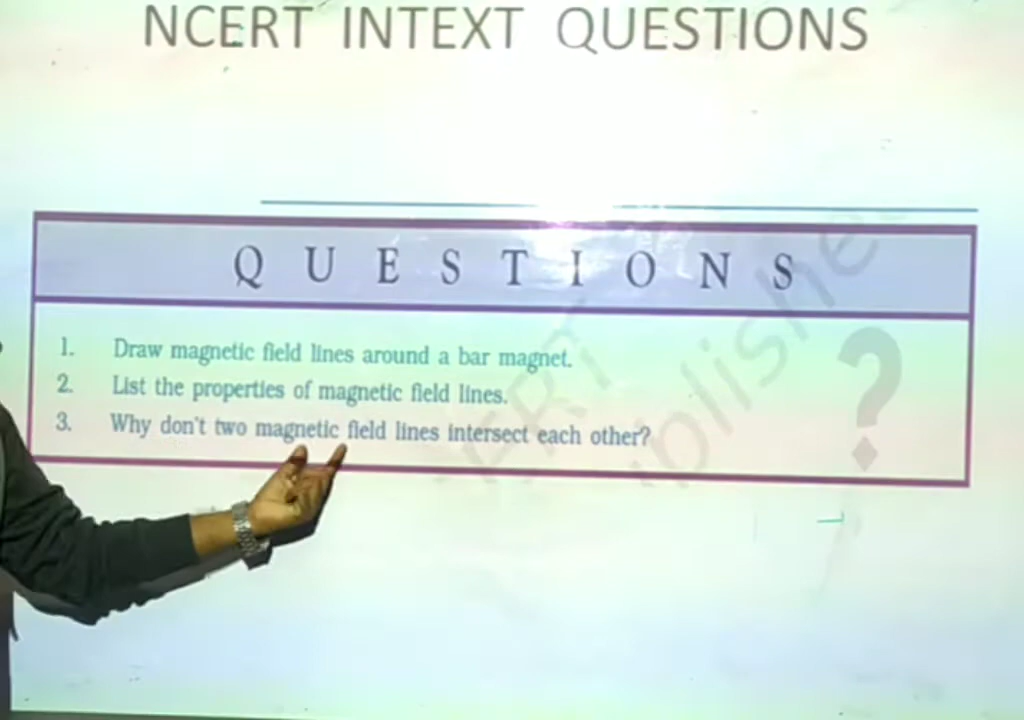 NCERT INTEXT QUESTIONS
QUESTIONS
1. Draw magnetic field lines around a bar magnet.
2. List the properties of magnetic field lines.
3. Why don't two magnetic field lines intersect each other?
?